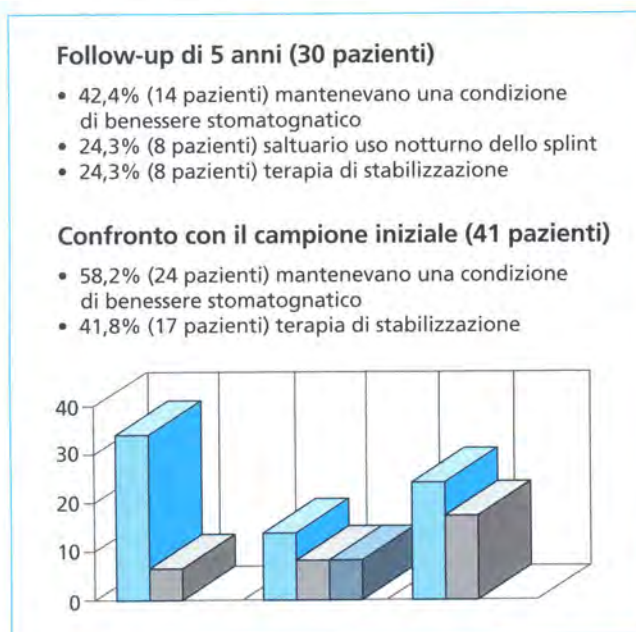 Follow-up di 5 anni (30 pazienti)
• 42,4% (14 pazienti) mantenevano una condizione
di benessere stomatognatico
• 24,3% (8 pazienti) saltuario uso notturno dello splint
• 24,3% (8 pazienti) terapia di stabilizzazione
Confronto con il campione iniziale (41 pazienti)
• 58,2% (24 pazienti) mantenevano una condizione
di benessere stomatognatico
• 41,8% (17 pazienti) terapia di stabilizzazione
40
30
20
10
0